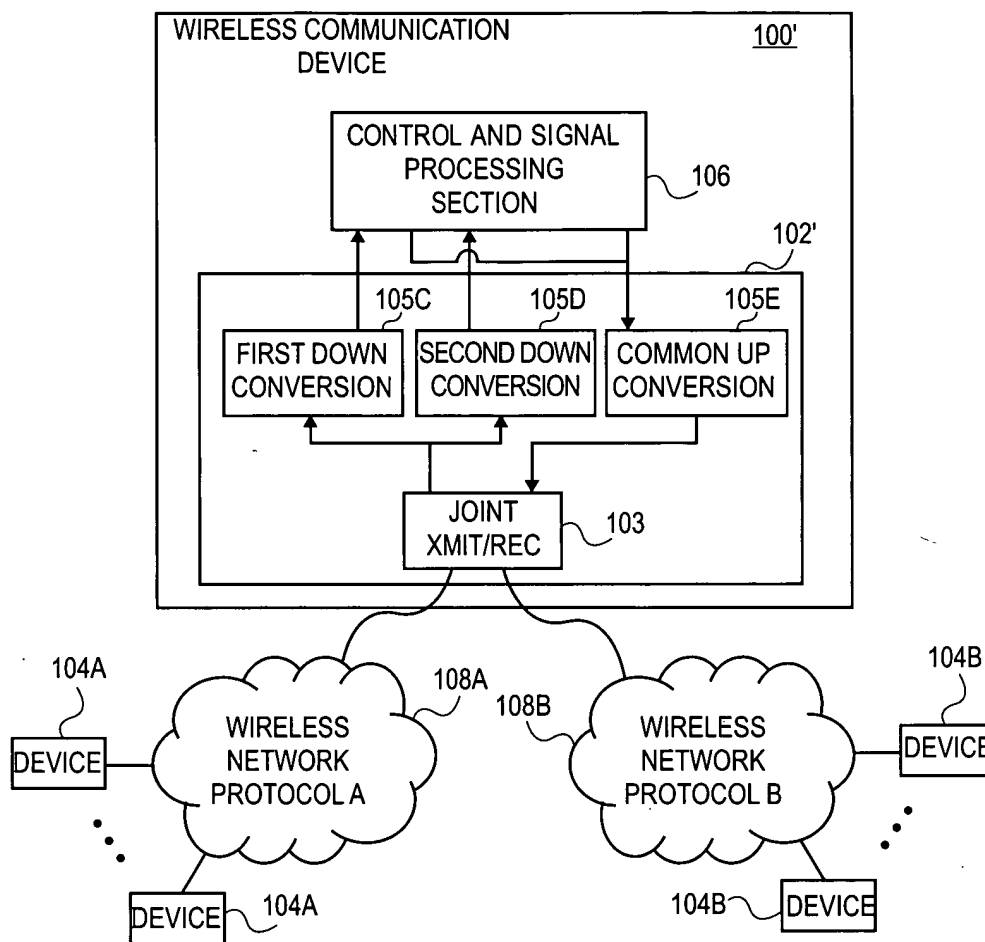 WIRELESS COMMUNICATION
DEVICE
100'
CONTROL AND SIGNAL
PROCESSING
SECTION
106
102'
105C
105D
105E
FIRST DOWN
CONVERSION
SECOND DOWN
CONVERSION
COMMON UP
CONVERSION
JOINT
XMIT/REC
103
104A
108A
108B
104B
DEVICE
WIRELESS
NETWORK
PROTOCOL A
WIRELESS
NETWORK
PROTOCOL B
DEVICE
DEVICE
104A
104B
DEVICE